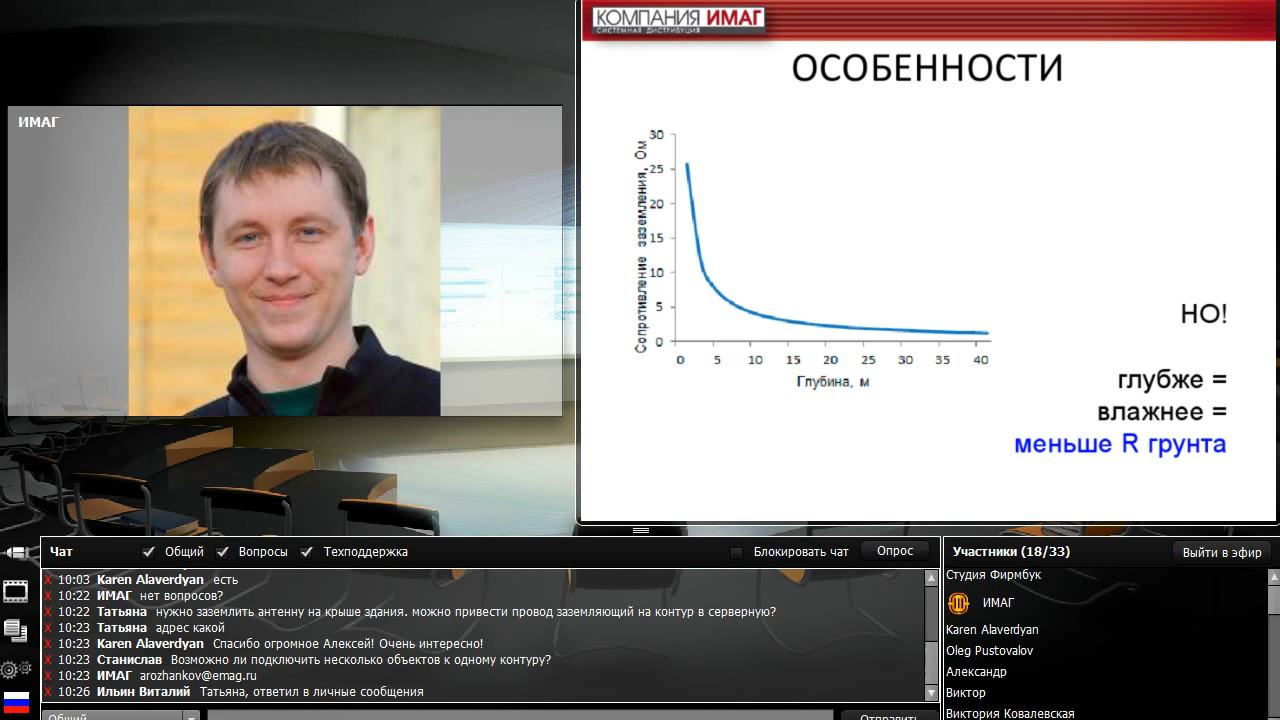 ИМАГ
КОМПАНИЯ ИМАГ
СИСТЕМНАЯ ДИСТРИБУЦИЯ
ОСОБЕННОСТИ
Сопротивление заземления, Ом
30
25
20
15
10
5
0
0 5 10 15 20 25 30 35 40
Глубина, м
НО!
глубже =
влажнее =
меньше R грунта
Чат Общий Вопросы Техподдержка Блокировать чат Опрос
X 10:03 Karen Alaverdyan есть
X 10:22 ИМАГ нет вопросов?
X 10:22 Татьяна нужно заземлить антенну на крыше здания. можно привести провод заземляющий на контур в серверную?
X 10:23 Татьяна адрес какой
X 10:23 Karen Alaverdyan Спасибо огромное Алексей! Очень интересно!
X 10:23 Станислав Возможно ли подключить несколько объектов к одному контуру?
X 10:23 ИМАГ arozhankov@emag.ru
X 10:26 Ильин Виталий Татьяна, ответил в личные сообщения
Общий Отправить
Участники (18/33) Выйти в эфир
Студия Фирмбук
ИМАГ
Karen Alaverdyan
Oleg Pustovalov
Александр
Виктор
Виктория Ковалевская